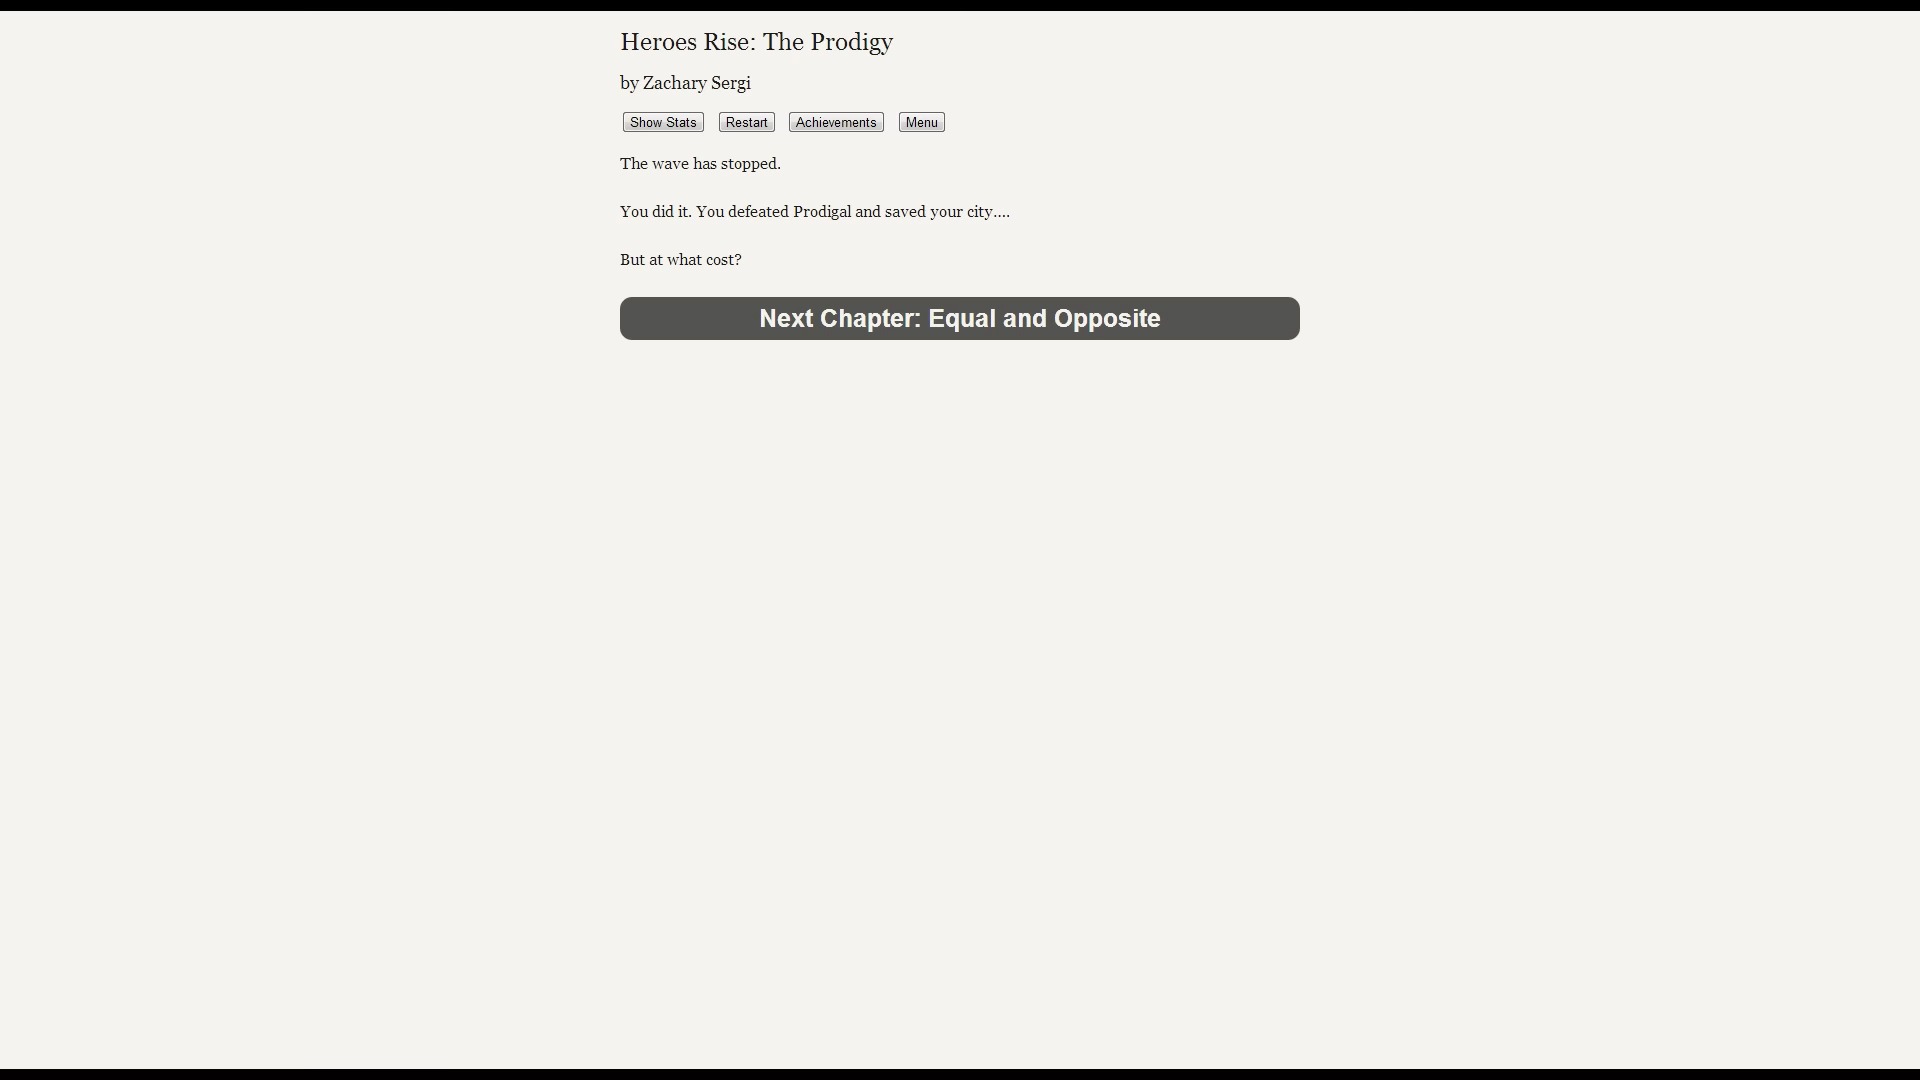 Heroes Rise: The Prodigy
by Zachary Sergi
Show Stats Restart Achievements Menu
The wave has stopped.
You did it. You defeated Prodigal and saved your city....
But at what cost?
Next Chapter: Equal and Opposite